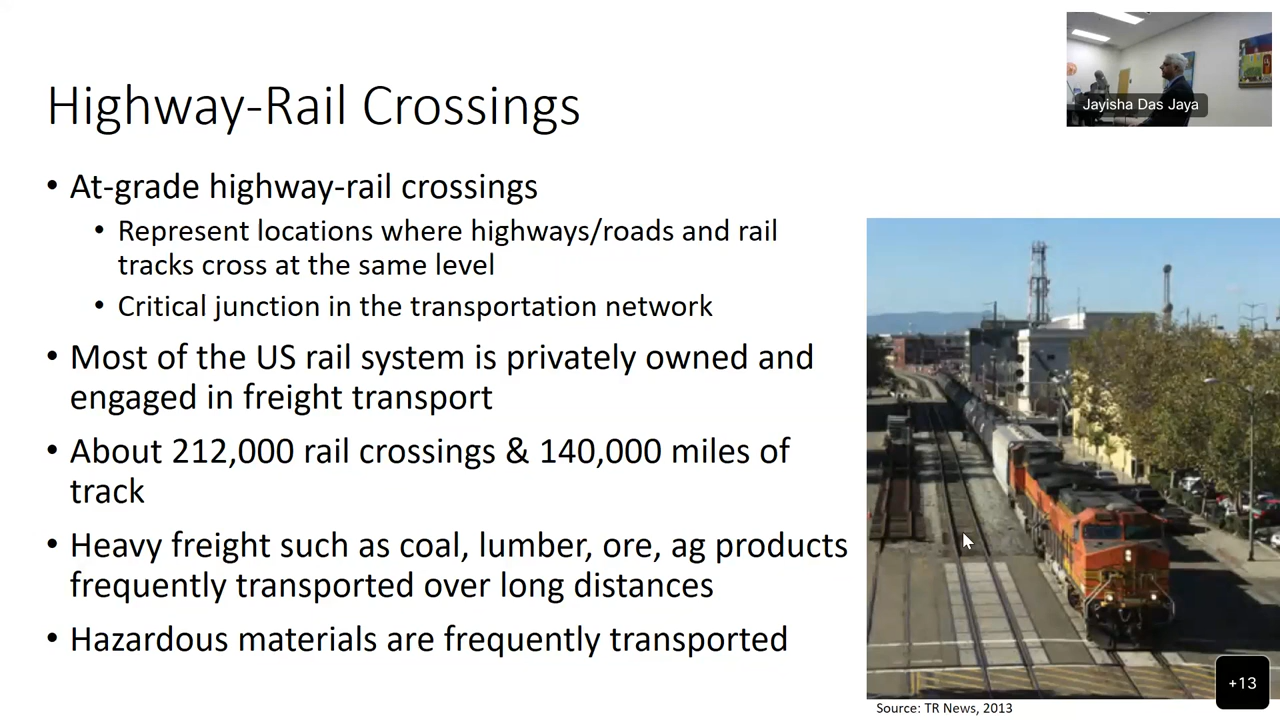 Jayisha Das Jaya
Highway-Rail Crossings
• At-grade highway-rail crossings
• Represent locations where highways/roads and rail
tracks cross at the same level
• Critical junction in the transportation network
• Most of the US rail system is privately owned and
engaged in freight transport
• About 212,000 rail crossings & 140,000 miles of
track
• Heavy freight such as coal, lumber, ore, ag products
frequently transported over long distances
• Hazardous materials are frequently transported
+13
Source: TR News, 2013